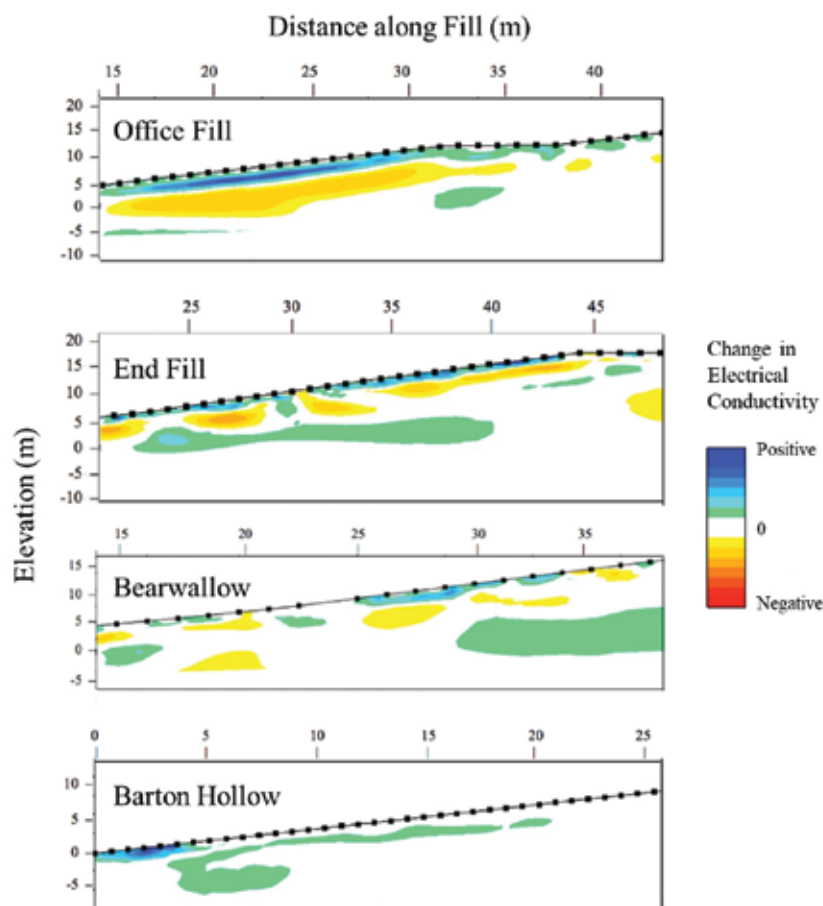 Distance along Fill (m)
15 20 25 30 35 40
20
15
10
5
0
-5
-10
Office Fill
25 30 35 40 45
20
15
10
5
0
-5
-10
End Fill
Change in
Electrical
Conductivity
Positive
0
Negative
Elevation (m)
15 20 25 30 35
15
10
5
0
-5
Bearwallow
0 5 10 15 20 25
10
5
0
-5
Barton Hollow